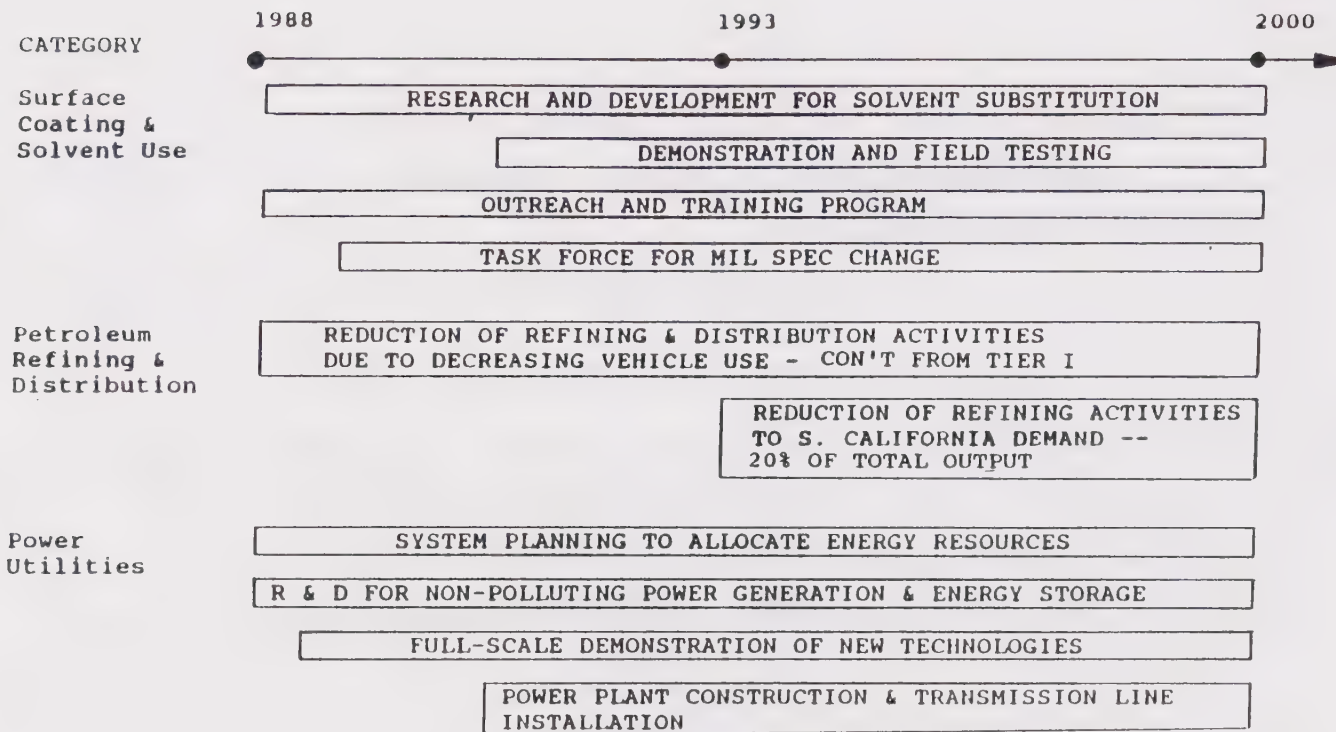 1988 1993 2000
CATEGORY
Surface
Coating &
Solvent Use
RESEARCH AND DEVELOPMENT FOR SOLVENT SUBSTITUTION
DEMONSTRATION AND FIELD TESTING
OUTREACH AND TRAINING PROGRAM
TASK FORCE FOR MIL SPEC CHANGE
Petroleum
Refining &
Distribution
REDUCTION OF REFINING & DISTRIBUTION ACTIVITIES
DUE TO DECREASING VEHICLE USE - CON'T FROM TIER I
REDUCTION OF REFINING ACTIVITIES
TO S. CALIFORNIA DEMAND --
20% OF TOTAL OUTPUT
Power
Utilities
SYSTEM PLANNING TO ALLOCATE ENERGY RESOURCES
R & D FOR NON-POLLUTING POWER GENERATION & ENERGY STORAGE
FULL-SCALE DEMONSTRATION OF NEW TECHNOLOGIES
POWER PLANT CONSTRUCTION & TRANSMISSION LINE
INSTALLATION